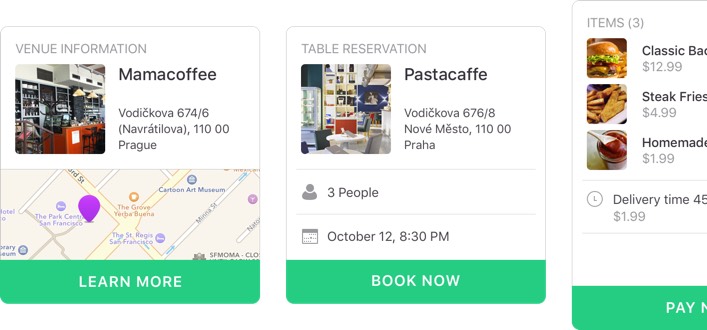 VENUE INFORMATION
Mamacoffee
Vodičkova 674/6
(Navrátilova), 110 00
Prague
Cartoon Art Museum
The Grove
Yerba Buena
The Park Cent
San Francisco
Minna St
The St. Regis
San Francisco
SFMOMA - CLO
LEARN MORE
TABLE RESERVATION
Pastacaffe
Vodičkova 676/8
Nové Město, 110 00
Praha
3 People
October 12, 8:30 PM
BOOK NOW
ITEMS (3)
Classic Bac
$12.99
Steak Fries
$4.99
Homemade
$1.99
Delivery time 45
$1.99
PAY N